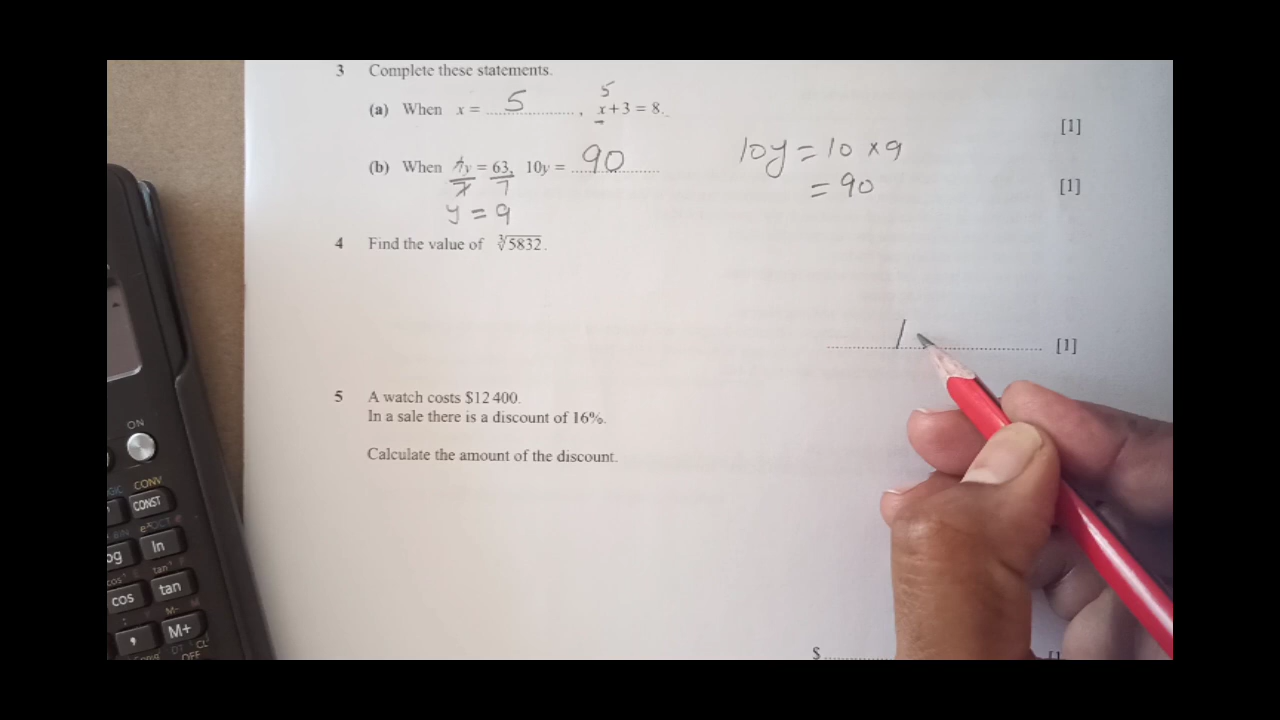 3 Complete these statements.
5
(a) When x = 5 , x + 3 = 8.
[1]
(b) When 7y = 63, 10y = 90
7 7
y = 9
10y = 10 × 9
= 90
[1]
4 Find the value of ∛5832.
1
[1]
5 A watch costs $12 400.
In a sale there is a discount of 16%.
Calculate the amount of the discount.
$
ON
CONV
CONST
ln
tan
cos
tan
M-
, M+
OFF